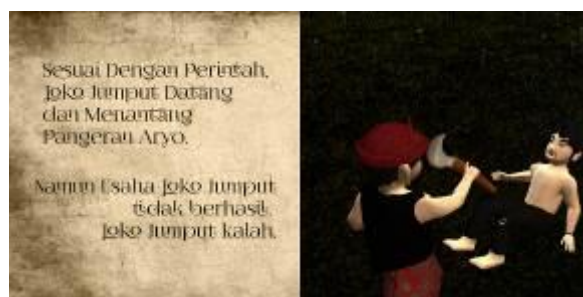 Sesuai Dengan Perintah,
Joko Jumput Datang
dan Menantang
Pangeran Aryo.
Namun Usaha Joko Jumput
tidak berhasil.
Joko Jumput kalah.